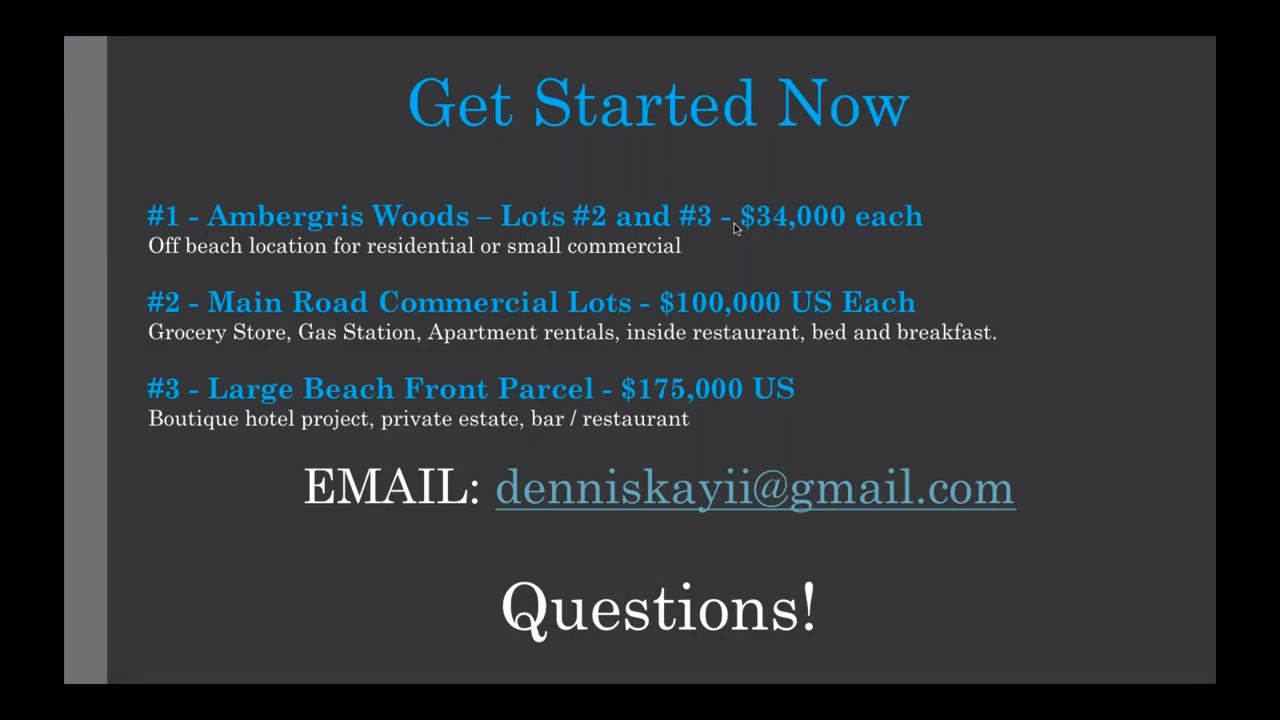 Get Started Now
#1 - Ambergris Woods – Lots #2 and #3 - $34,000 each
Off beach location for residential or small commercial
#2 - Main Road Commercial Lots - $100,000 US Each
Grocery Store, Gas Station, Apartment rentals, inside restaurant, bed and breakfast.
#3 - Large Beach Front Parcel - $175,000 US
Boutique hotel project, private estate, bar / restaurant
EMAIL: denniskayii@gmail.com
Questions!